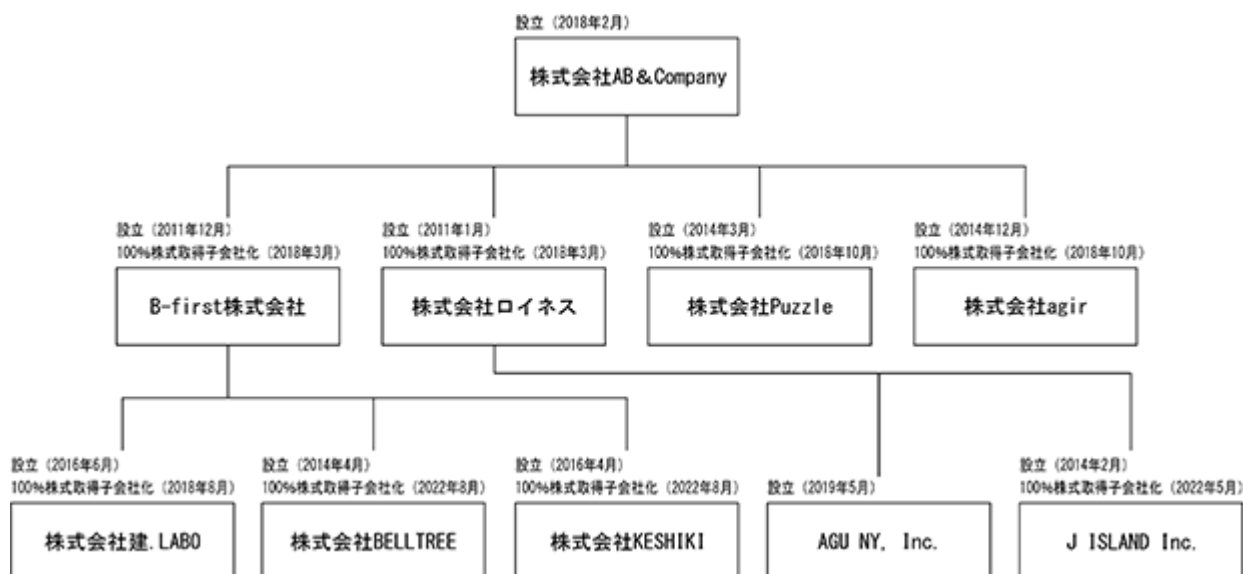 設立（2018年2月）
株式会社AB＆Company
設立（2011年12月）
100%株式取得子会社化（2018年3月）
B-first株式会社
設立（2011年1月）
100%株式取得子会社化（2018年3月）
株式会社ロイネス
設立（2014年3月）
100%株式取得子会社化（2018年10月）
株式会社Puzzle
設立（2014年12月）
100%株式取得子会社化（2018年10月）
株式会社agir
設立（2016年6月）
100%株式取得子会社化（2018年8月）
株式会社建.LABO
設立（2014年4月）
100%株式取得子会社化（2022年8月）
株式会社BELLTREE
設立（2016年4月）
100%株式取得子会社化（2022年8月）
株式会社KESHIKI
設立（2019年5月）
AGU NY, Inc.
設立（2014年2月）
100%株式取得子会社化（2022年5月）
J ISLAND Inc.